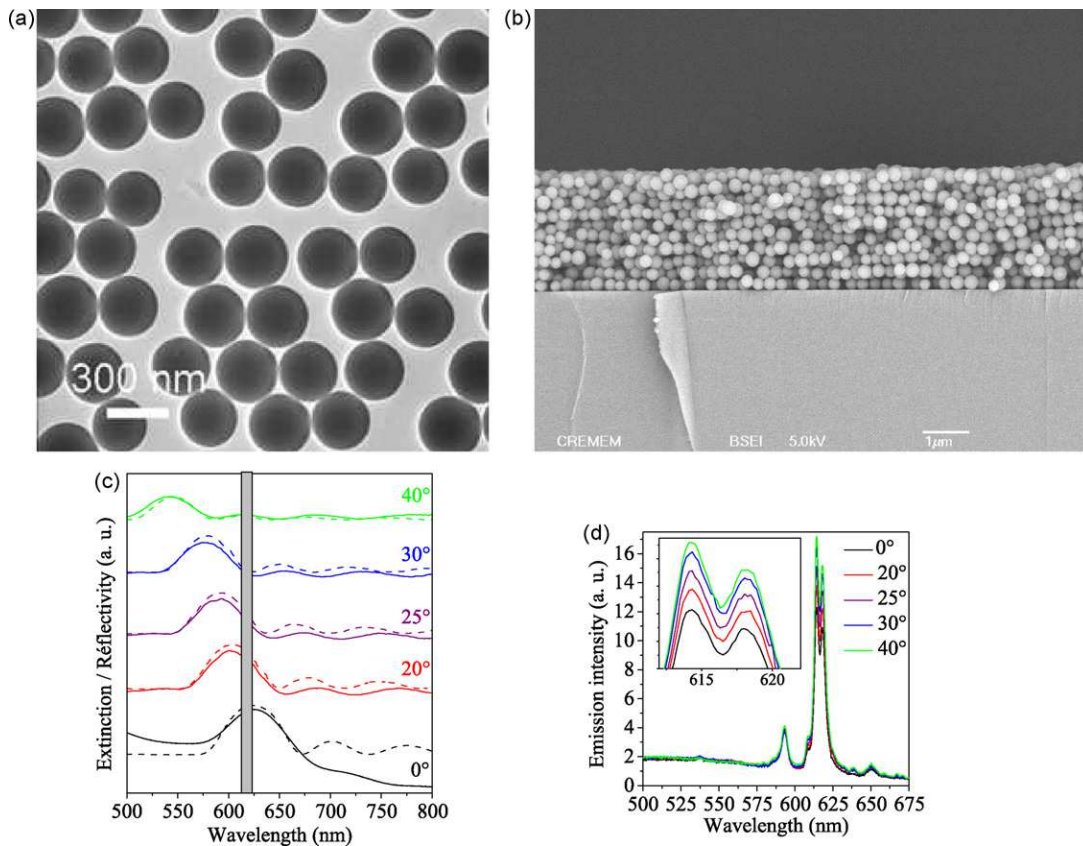 (a)
300 nm
(b)
CREMEM BSEI 5.0kV 1μm
(c)
Extinction / Réflectivity (a. u.)
40°
30°
25°
20°
0°
500 550 600 650 700 750 800
Wavelength (nm)
(d)
Emission intensity (a. u.)
16
14
12
10
8
6
4
2
0
615 620
0°
20°
25°
30°
40°
500 525 550 575 600 625 650 675
Wavelength (nm)